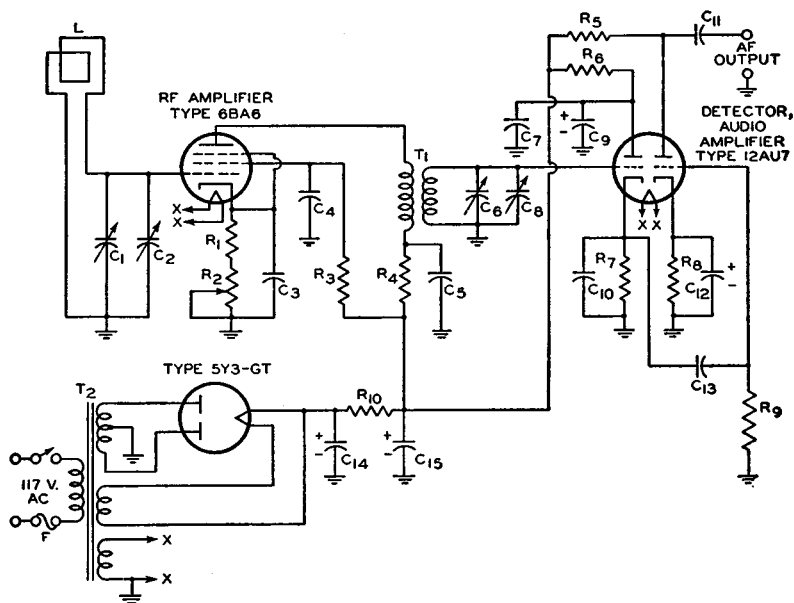 L
RF AMPLIFIER
TYPE 6BA6
R5
R6
C11
AF
OUTPUT
DETECTOR,
AUDIO
AMPLIFIER
TYPE 12AU7
C7
+
-
C9
T1
C1
C2
X
X
R1
R2
C3
C4
R3
R4
C5
C6
C8
X X
C10
R7
R8
C12
+
-
C13
R9
TYPE 5Y3-GT
T2
R10
+
-
C14
+
-
C15
117 V.
AC
F
X
X